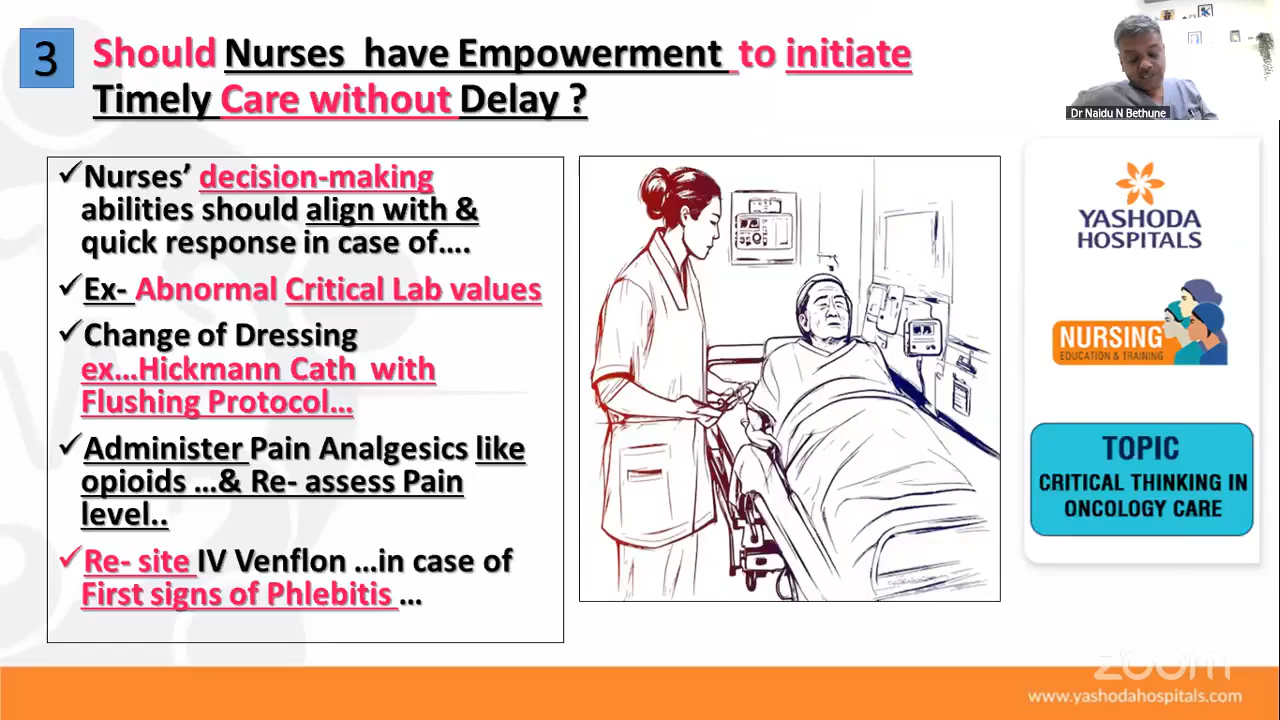 3
Should Nurses have Empowerment to initiate
Timely Care without Delay ?
✓Nurses’ decision-making
abilities should align with &
quick response in case of….
✓Ex- Abnormal Critical Lab values
✓Change of Dressing
ex…Hickmann Cath with
Flushing Protocol…
✓Administer Pain Analgesics like
opioids …& Re- assess Pain
level..
✓Re- site IV Venflon …in case of
First signs of Phlebitis …
Dr Naidu N Bethune
YASHODA
HOSPITALS
NURSING
EDUCATION & TRAINING
TOPIC
CRITICAL THINKING IN
ONCOLOGY CARE
zoom
www.yashodahospitals.com